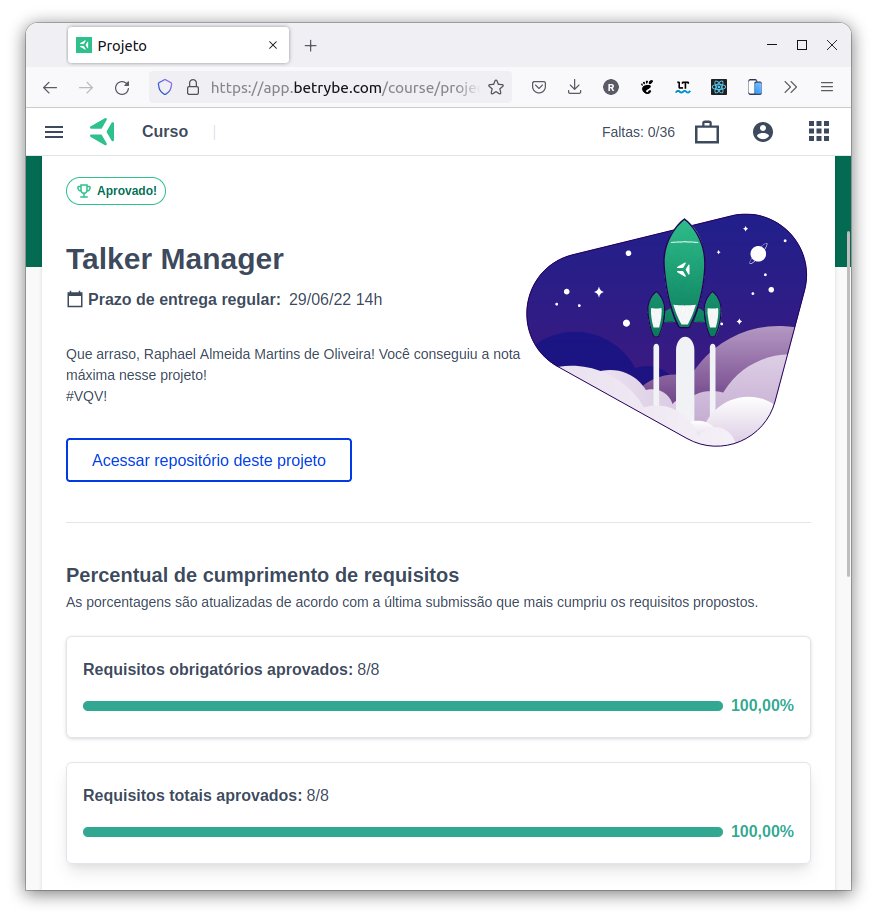 Projeto
https://app.betrybe.com/course/proje
R
LT
Curso
Faltas: 0/36
Aprovado!
Talker Manager
Prazo de entrega regular: 29/06/22 14h
Que arraso, Raphael Almeida Martins de Oliveira! Você conseguiu a nota
máxima nesse projeto!
#VQV!
Acessar repositório deste projeto
Percentual de cumprimento de requisitos
As porcentagens são atualizadas de acordo com a última submissão que mais cumpriu os requisitos propostos.
Requisitos obrigatórios aprovados: 8/8
100,00%
Requisitos totais aprovados: 8/8
100,00%